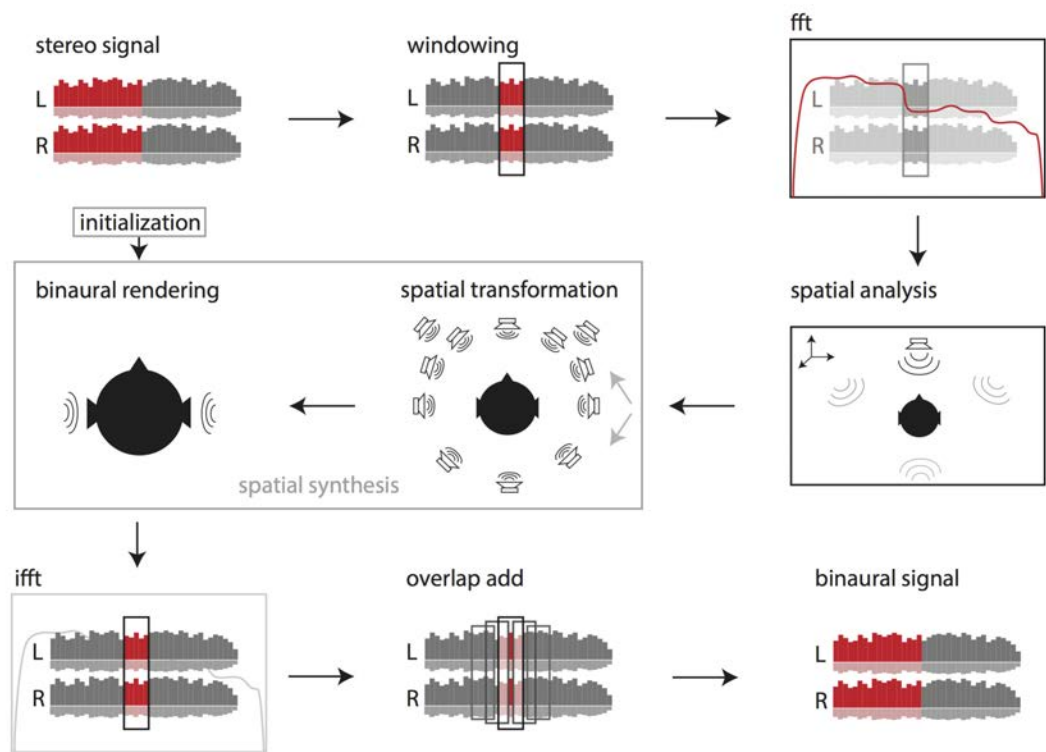 stereo signal
L
R
windowing
L
R
fft
L
R
initialization
binaural rendering
spatial transformation
spatial synthesis
spatial analysis
ifft
L
R
overlap add
L
R
binaural signal
L
R